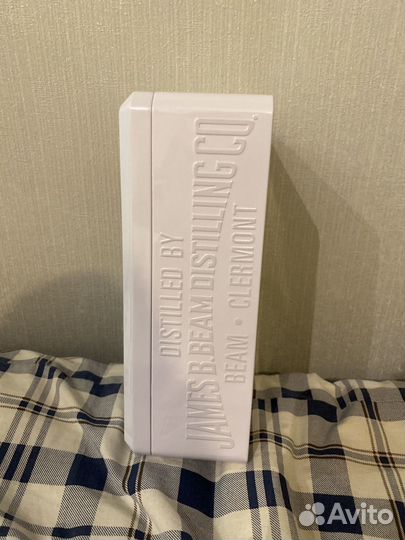 DISTILLED BY
JAMES B. BEAM DISTILLING CO.
BEAM • CLERMONT
Avito